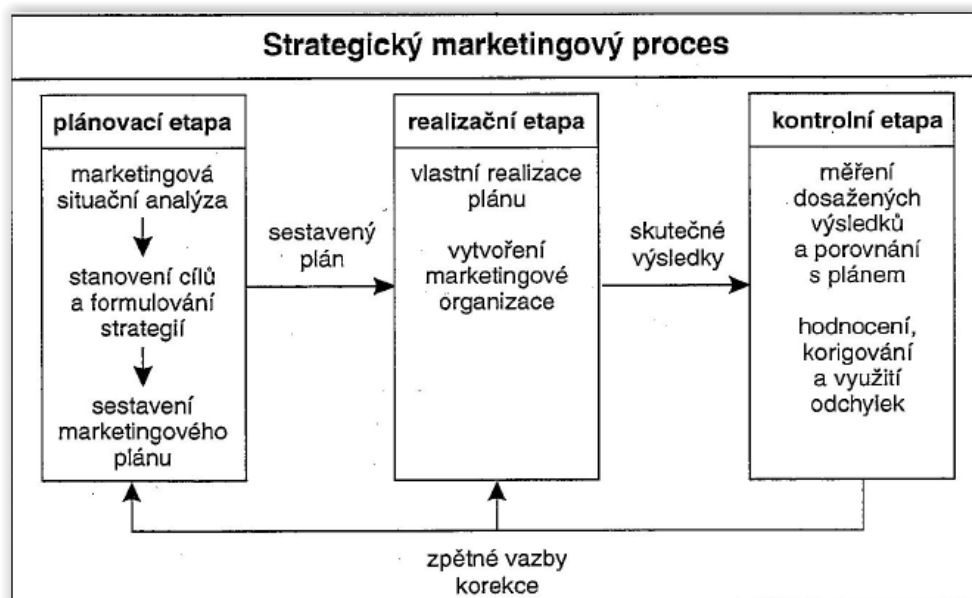 Strategický marketingový proces
plánovací etapa
marketingová
situační analýza
stanovení cílů
a formulování
strategií
sestavení
marketingového
plánu
sestavený
plán
realizační etapa
vlastní realizace
plánu
vytvoření
marketingové
organizace
skutečné
výsledky
kontrolní etapa
měření
dosažených
výsledků
a porovnání
s plánem
hodnocení,
korigování
a využití
odchylek
zpětné vazby
korekce